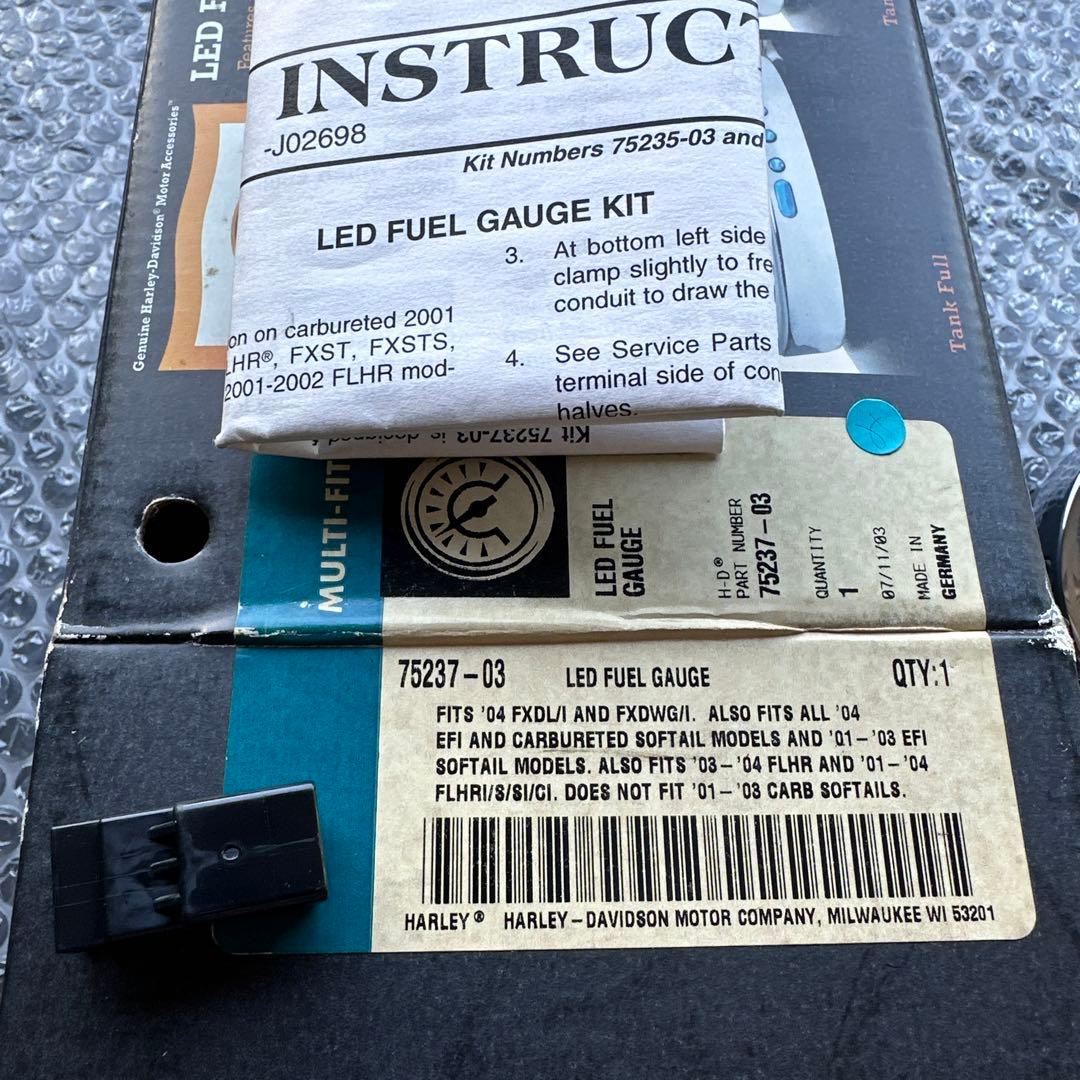 LED F
Features
Genuine Harley-Davidson® Motor Accessories™
INSTRUCT
-J02698
Kit Numbers 75235-03 and
LED FUEL GAUGE KIT
on on carbureted 2001
LHR®, FXST, FXSTS,
2001-2002 FLHR mod-
3. At bottom left side
clamp slightly to fre
conduit to draw the
4. See Service Parts
terminal side of con
halves.
Kit 75237-03 is designed
Tan
Tank Full
MULTI-FIT
LED FUEL
GAUGE
H-D®
PART NUMBER
75237-03
QUANTITY
1
07/11/03
MADE IN
GERMANY
75237-03 LED FUEL GAUGE QTY:1
FITS '04 FXDL/I AND FXDWG/I. ALSO FITS ALL '04
EFI AND CARBURETED SOFTAIL MODELS AND '01-'03 EFI
SOFTAIL MODELS. ALSO FITS '03-'04 FLHR AND '01-'04
FLHRI/S/SI/CI. DOES NOT FIT '01-'03 CARB SOFTAILS.
HARLEY® HARLEY-DAVIDSON MOTOR COMPANY, MILWAUKEE WI 53201